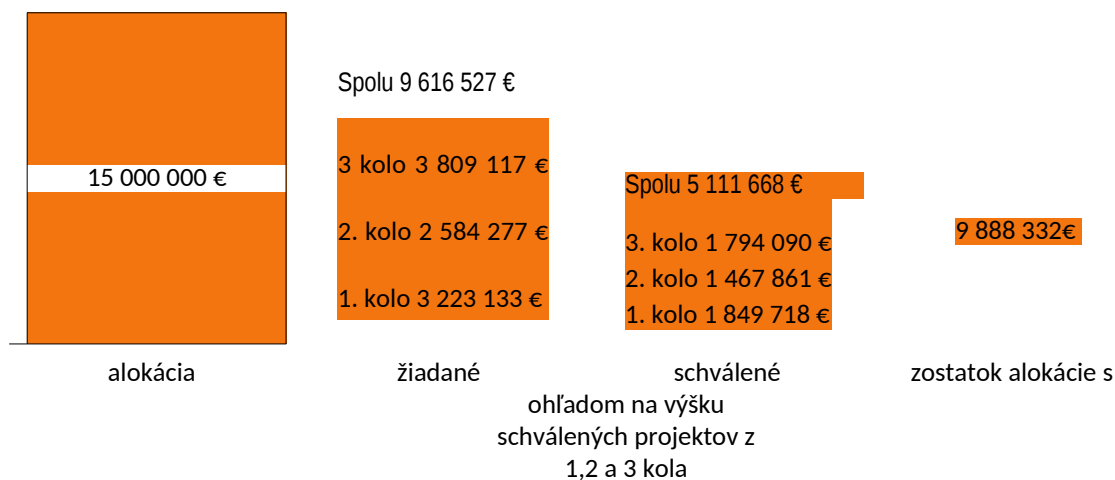 15 000 000 €
Spolu 9 616 527 €
3 kolo 3 809 117 €
2. kolo 2 584 277 €
1. kolo 3 223 133 €
Spolu 5 111 668 €
3. kolo 1 794 090 €
2. kolo 1 467 861 €
1. kolo 1 849 718 €
9 888 332€
alokácia
žiadané
schválené
zostatok alokácie s
ohľadom na výšku
schválených projektov z
1,2 a 3 kola